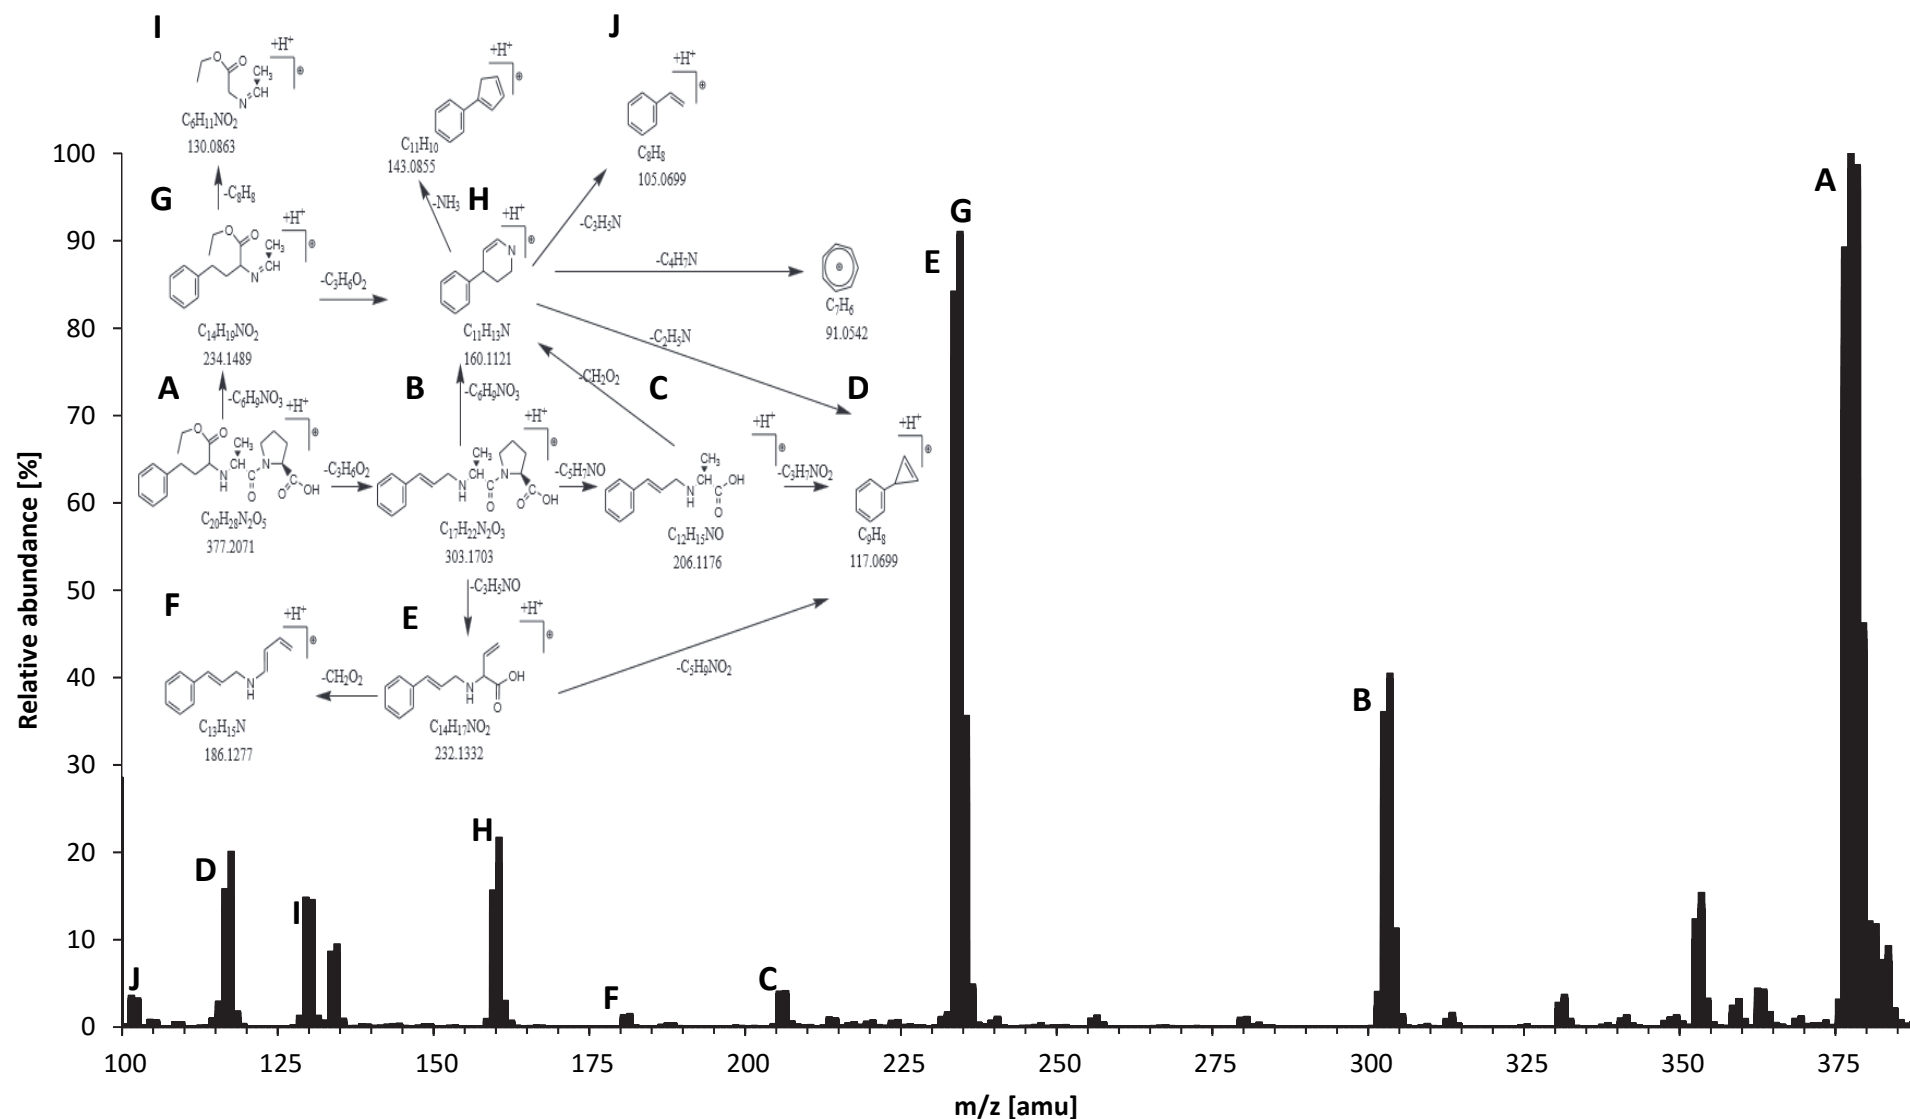 I
J
+H⁺
+H⁺
+H⁺
O
O
CH₃
N
CH
C₆H₁₁NO₂
130.0863
C₁₁H₁₀
143.0855
C₈H₈
105.0699
-C₈H₈
-NH₃
-C₃H₅N
G
H
+H⁺
+H⁺
O
O
CH₃
N
CH
N
-C₃H₆O₂
-C₄H₇N
C₇H₆
91.0542
C₁₄H₁₉NO₂
234.1489
C₁₁H₁₃N
160.1121
-C₂H₅N
A
B
C
D
-C₆H₉NO₃
-C₆H₉NO₃
-CH₂O₂
+H⁺
+H⁺
+H⁺
+H⁺
O
O
CH₃
CH
N
N
H
C
O
C
O
OH
-C₃H₆O₂
CH₃
CH
N
H
N
C
O
C
O
OH
-C₅H₇NO
CH₃
CH
N
H
C
OH
O
-C₃H₇NO₂
C₂₀H₂₈N₂O₅
377.2071
C₁₇H₂₂N₂O₃
303.1703
C₁₂H₁₅NO
206.1176
C₉H₈
117.0699
-C₃H₅NO
F
E
+H⁺
+H⁺
N
H
-CH₂O₂
N
H
C
OH
O
-C₅H₉NO₂
C₁₃H₁₅N
186.1277
C₁₄H₁₇NO₂
232.1332
Relative abundance [%]
100
90
80
70
60
50
40
30
20
10
0
J
D
I
H
F
C
E
G
B
A
100 125 150 175 200 225 250 275 300 325 350 375
m/z [amu]